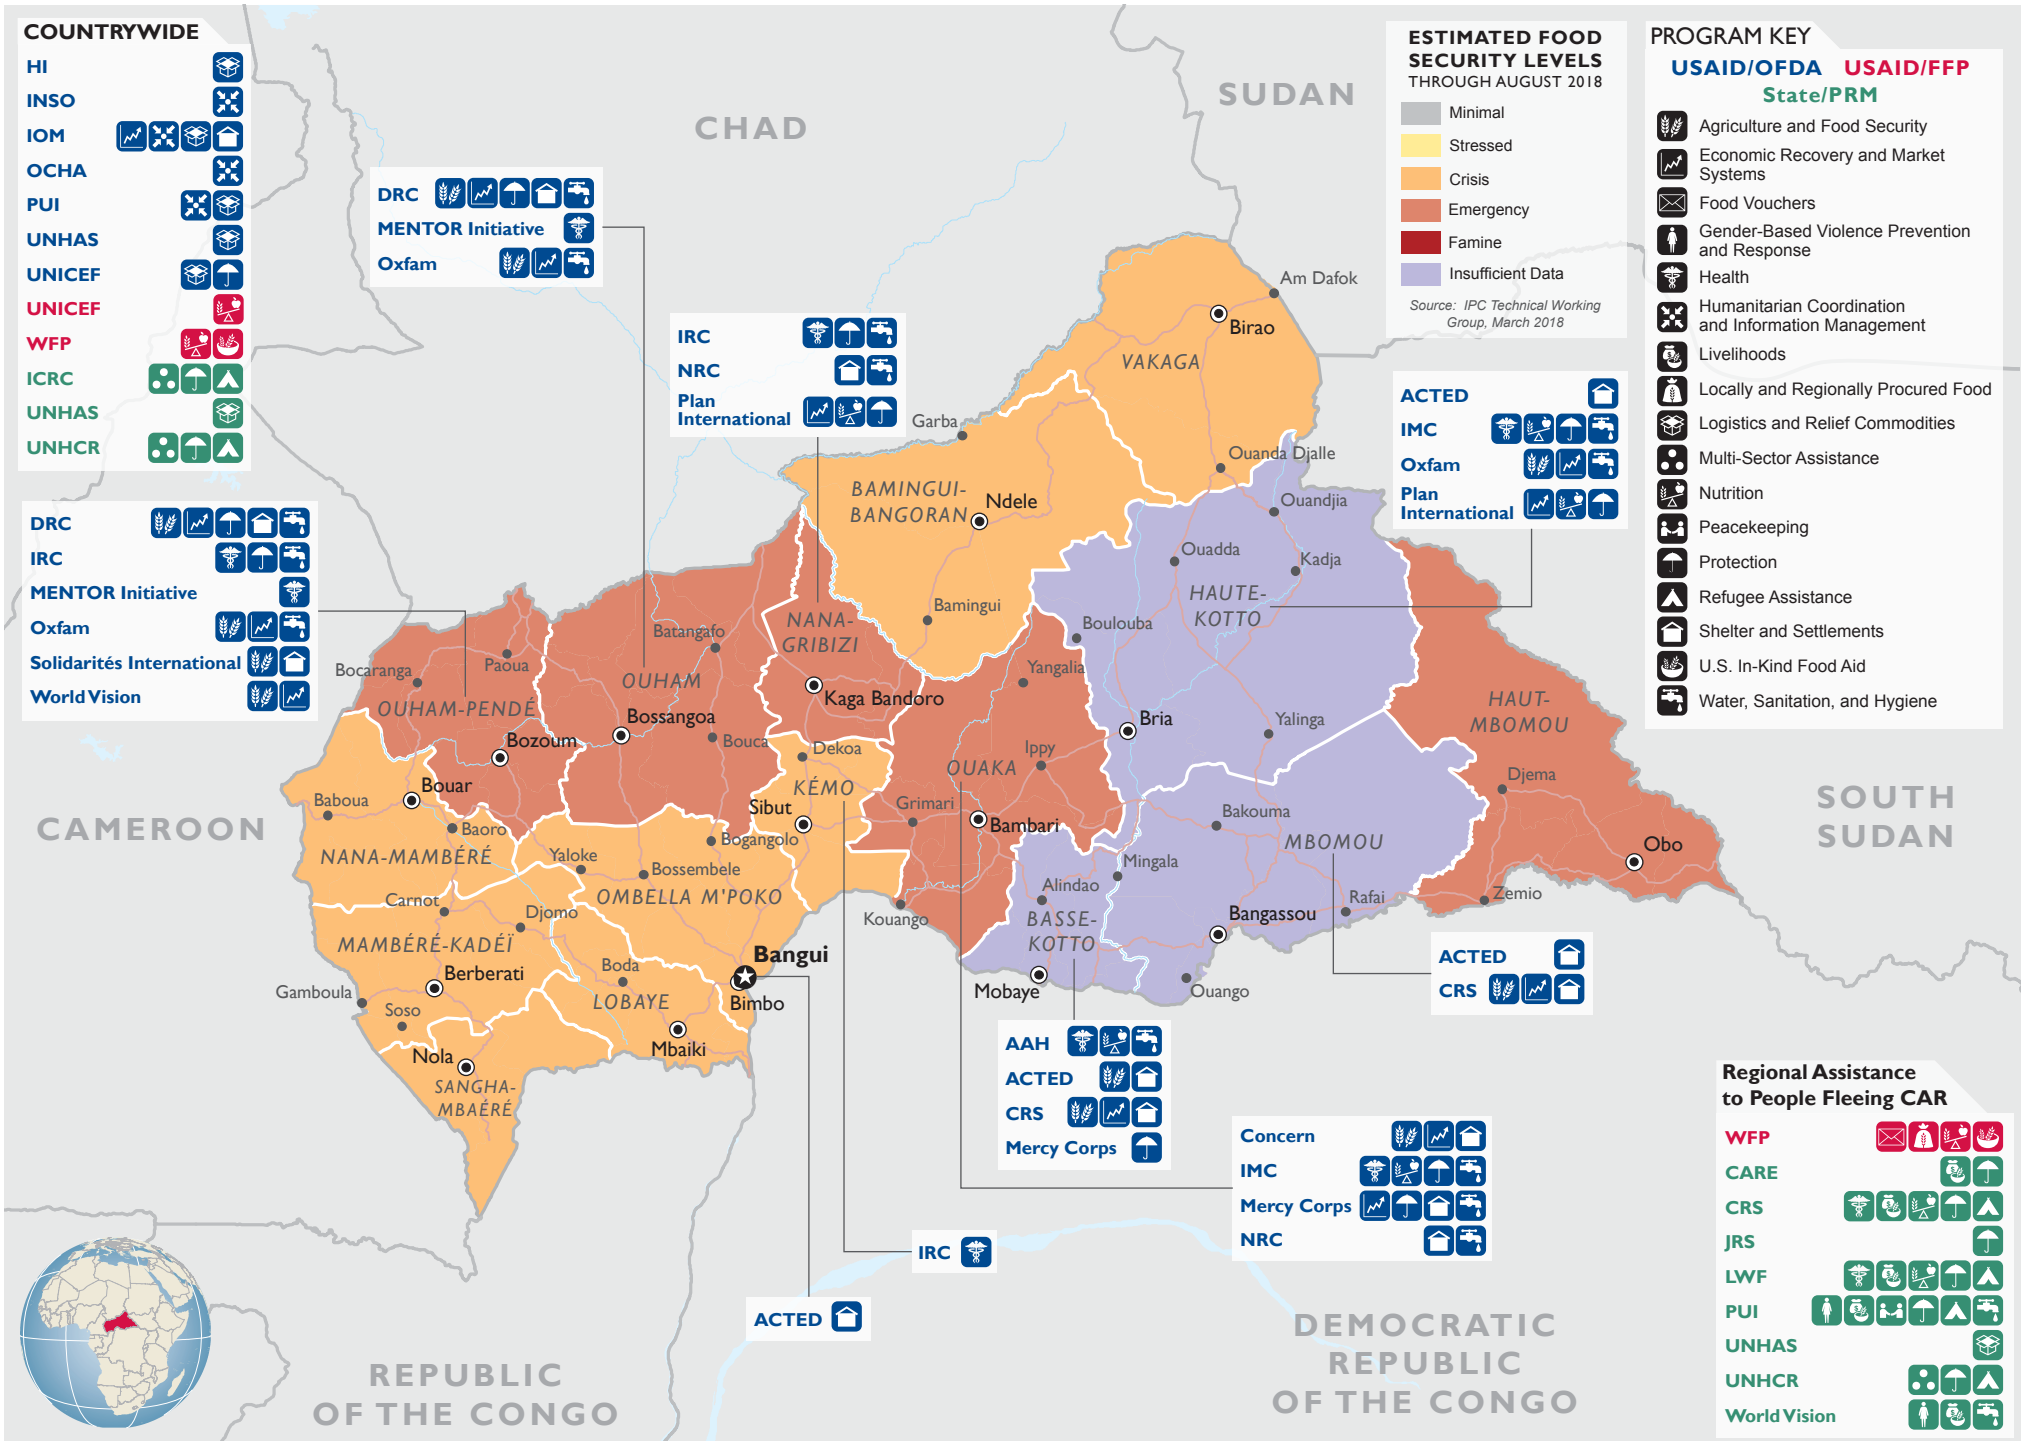 COUNTRYWIDE
HI
INSO
IOM
OCHA
PUI
UNHAS
UNICEF
UNICEF
WFP
ICRC
UNHAS
UNHCR
DRC
IRC
MENTOR Initiative
Oxfam
Solidarités International
World Vision
DRC
MENTOR Initiative
Oxfam
IRC
NRC
Plan
International
ESTIMATED FOOD
SECURITY LEVELS
THROUGH AUGUST 2018
Minimal
Stressed
Crisis
Emergency
Famine
Insufficient Data
Source: IPC Technical Working
Group, March 2018
PROGRAM KEY
USAID/OFDA USAID/FFP
State/PRM
Agriculture and Food Security
Economic Recovery and Market
Systems
Food Vouchers
Gender-Based Violence Prevention
and Response
Health
Humanitarian Coordination
and Information Management
Livelihoods
Locally and Regionally Procured Food
Logistics and Relief Commodities
Multi-Sector Assistance
Nutrition
Peacekeeping
Protection
Refugee Assistance
Shelter and Settlements
U.S. In-Kind Food Aid
Water, Sanitation, and Hygiene
ACTED
IMC
Oxfam
Plan
International
CHAD
SUDAN
CAMEROON
SOUTH
SUDAN
REPUBLIC
OF THE CONGO
DEMOCRATIC
REPUBLIC
OF THE CONGO
Am Dafok
Birao
VAKAGA
Garba
Ouanda Djalle
BAMINGUI-
BANGORAN
Ndele
Ouandjia
Ouadda
Kadja
HAUTE-
KOTTO
Bamingui
Boulouba
NANA-
GRIBIZI
Batangafo
Bocaranga
Paoua
OUHAM
Yangalia
Kaga Bandoro
OUHAM-PENDÉ
Bossangoa
Bria
Yalinga
HAUT-
MBOMOU
Bozoum
Bouca
Dekoa
Ippy
OUAKA
Djema
Bouar
KÉMO
Baboua
Sibut
Grimari
Bambari
Bakouma
Baoro
Bogangolo
MBOMOU
Obo
NANA-MAMBÉRÉ
Yaloke
Bossembele
Mingala
Alindao
OMBELLA M'POKO
Carnot
Djomo
Kouango
BASSE-
KOTTO
Bangassou
Rafai
Zemio
MAMBÉRÉ-KADÉÏ
Bangui
Berberati
Boda
Gamboula
LOBAYE
Bimbo
Mobaye
Ouango
Soso
Nola
Mbaiki
SANGHA-
MBAÉRÉ
ACTED
CRS
AAH
ACTED
CRS
Mercy Corps
Concern
IMC
Mercy Corps
NRC
IRC
ACTED
Regional Assistance
to People Fleeing CAR
WFP
CARE
CRS
JRS
LWF
PUI
UNHAS
UNHCR
World Vision